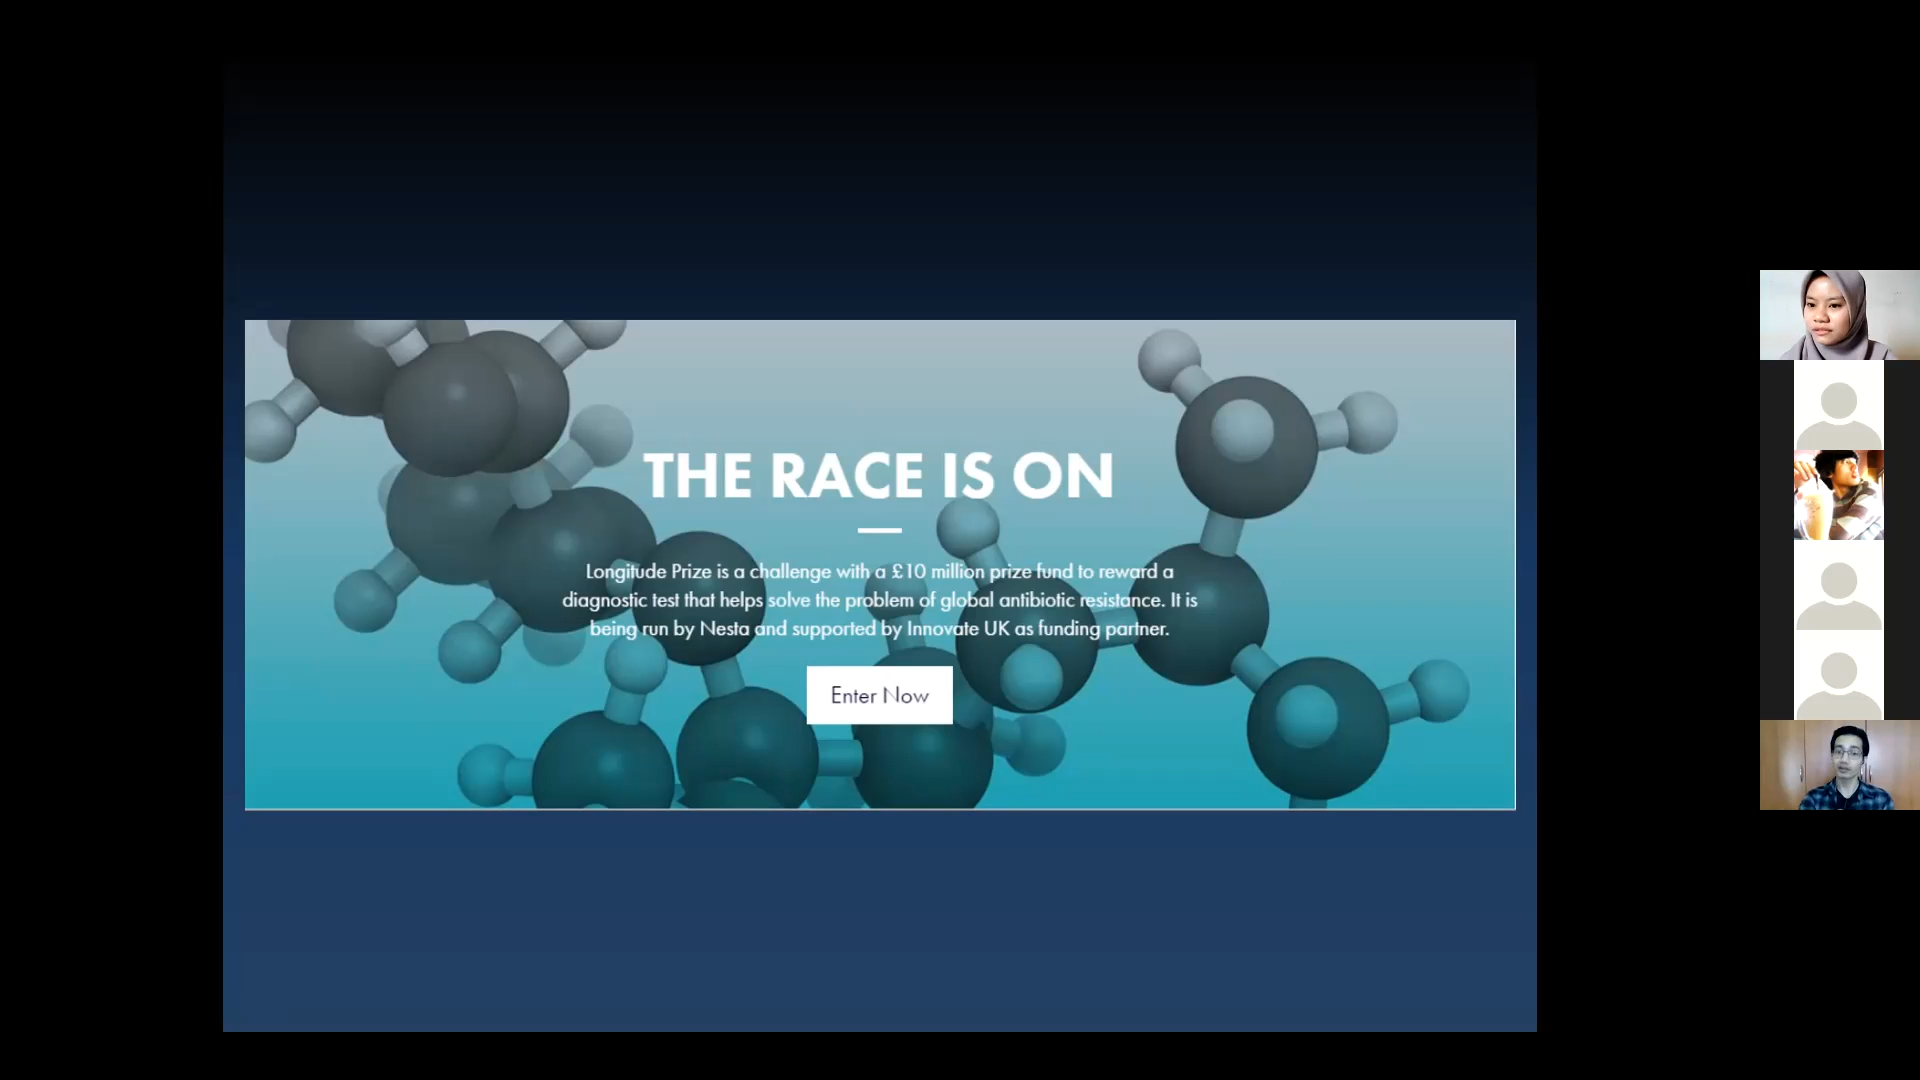 THE RACE IS ON
Longitude Prize is a challenge with a £10 million prize fund to reward a
diagnostic test that helps solve the problem of global antibiotic resistance. It is
being run by Nesta and supported by Innovate UK as funding partner.
Enter Now